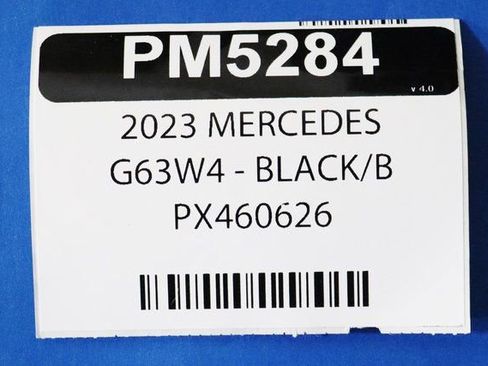 PM5284
v 4.0
2023 MERCEDES
G63W4 - BLACK/B
PX460626